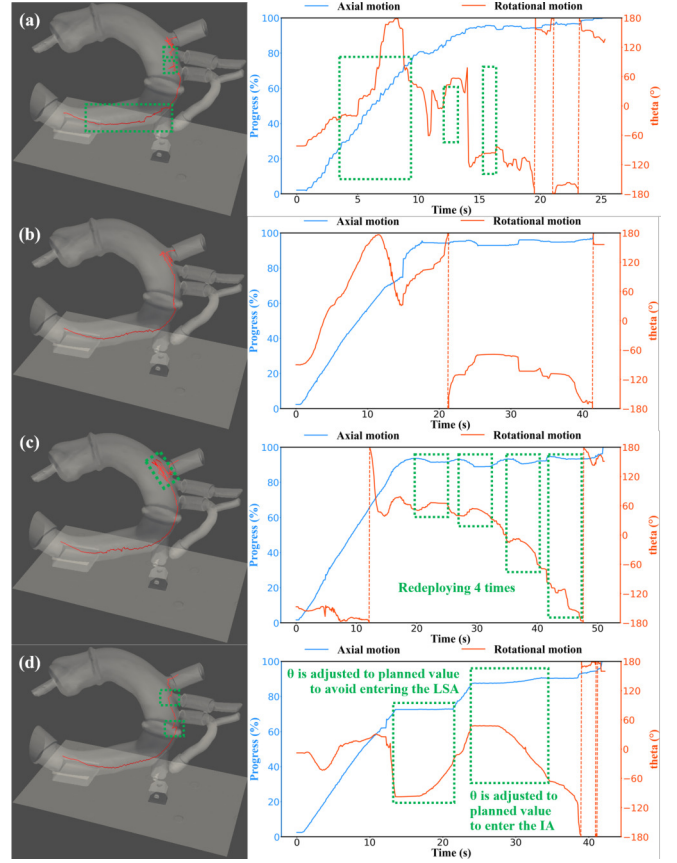 (a)
Axial motion Rotational motion
100 180
80 120
60 60
40 0
20 −60
0 −120
−180
Progress (%)
theta (°)
5 10 15 20 25
0
Time (s)
(b)
Axial motion Rotational motion
100 180
80 120
60 60
40 0
20 −60
0 −120
−180
Progress (%)
theta (°)
0 10 20 30 40
Time (s)
(c)
Axial motion Rotational motion
100 180
80 120
60 60
40 0
20 −60
0 −120
−180
Progress (%)
theta (°)
Redeploying 4 times
0 10 20 30 40 50
Time (s)
(d)
Axial motion Rotational motion
100 180
80 120
60 60
40 0
20 −60
0 −120
−180
Progress (%)
theta (°)
θ is adjusted to planned value
to avoid entering the LSA
θ is adjusted to
planned value
to enter the IA
0 10 20 30 40
Time (s)